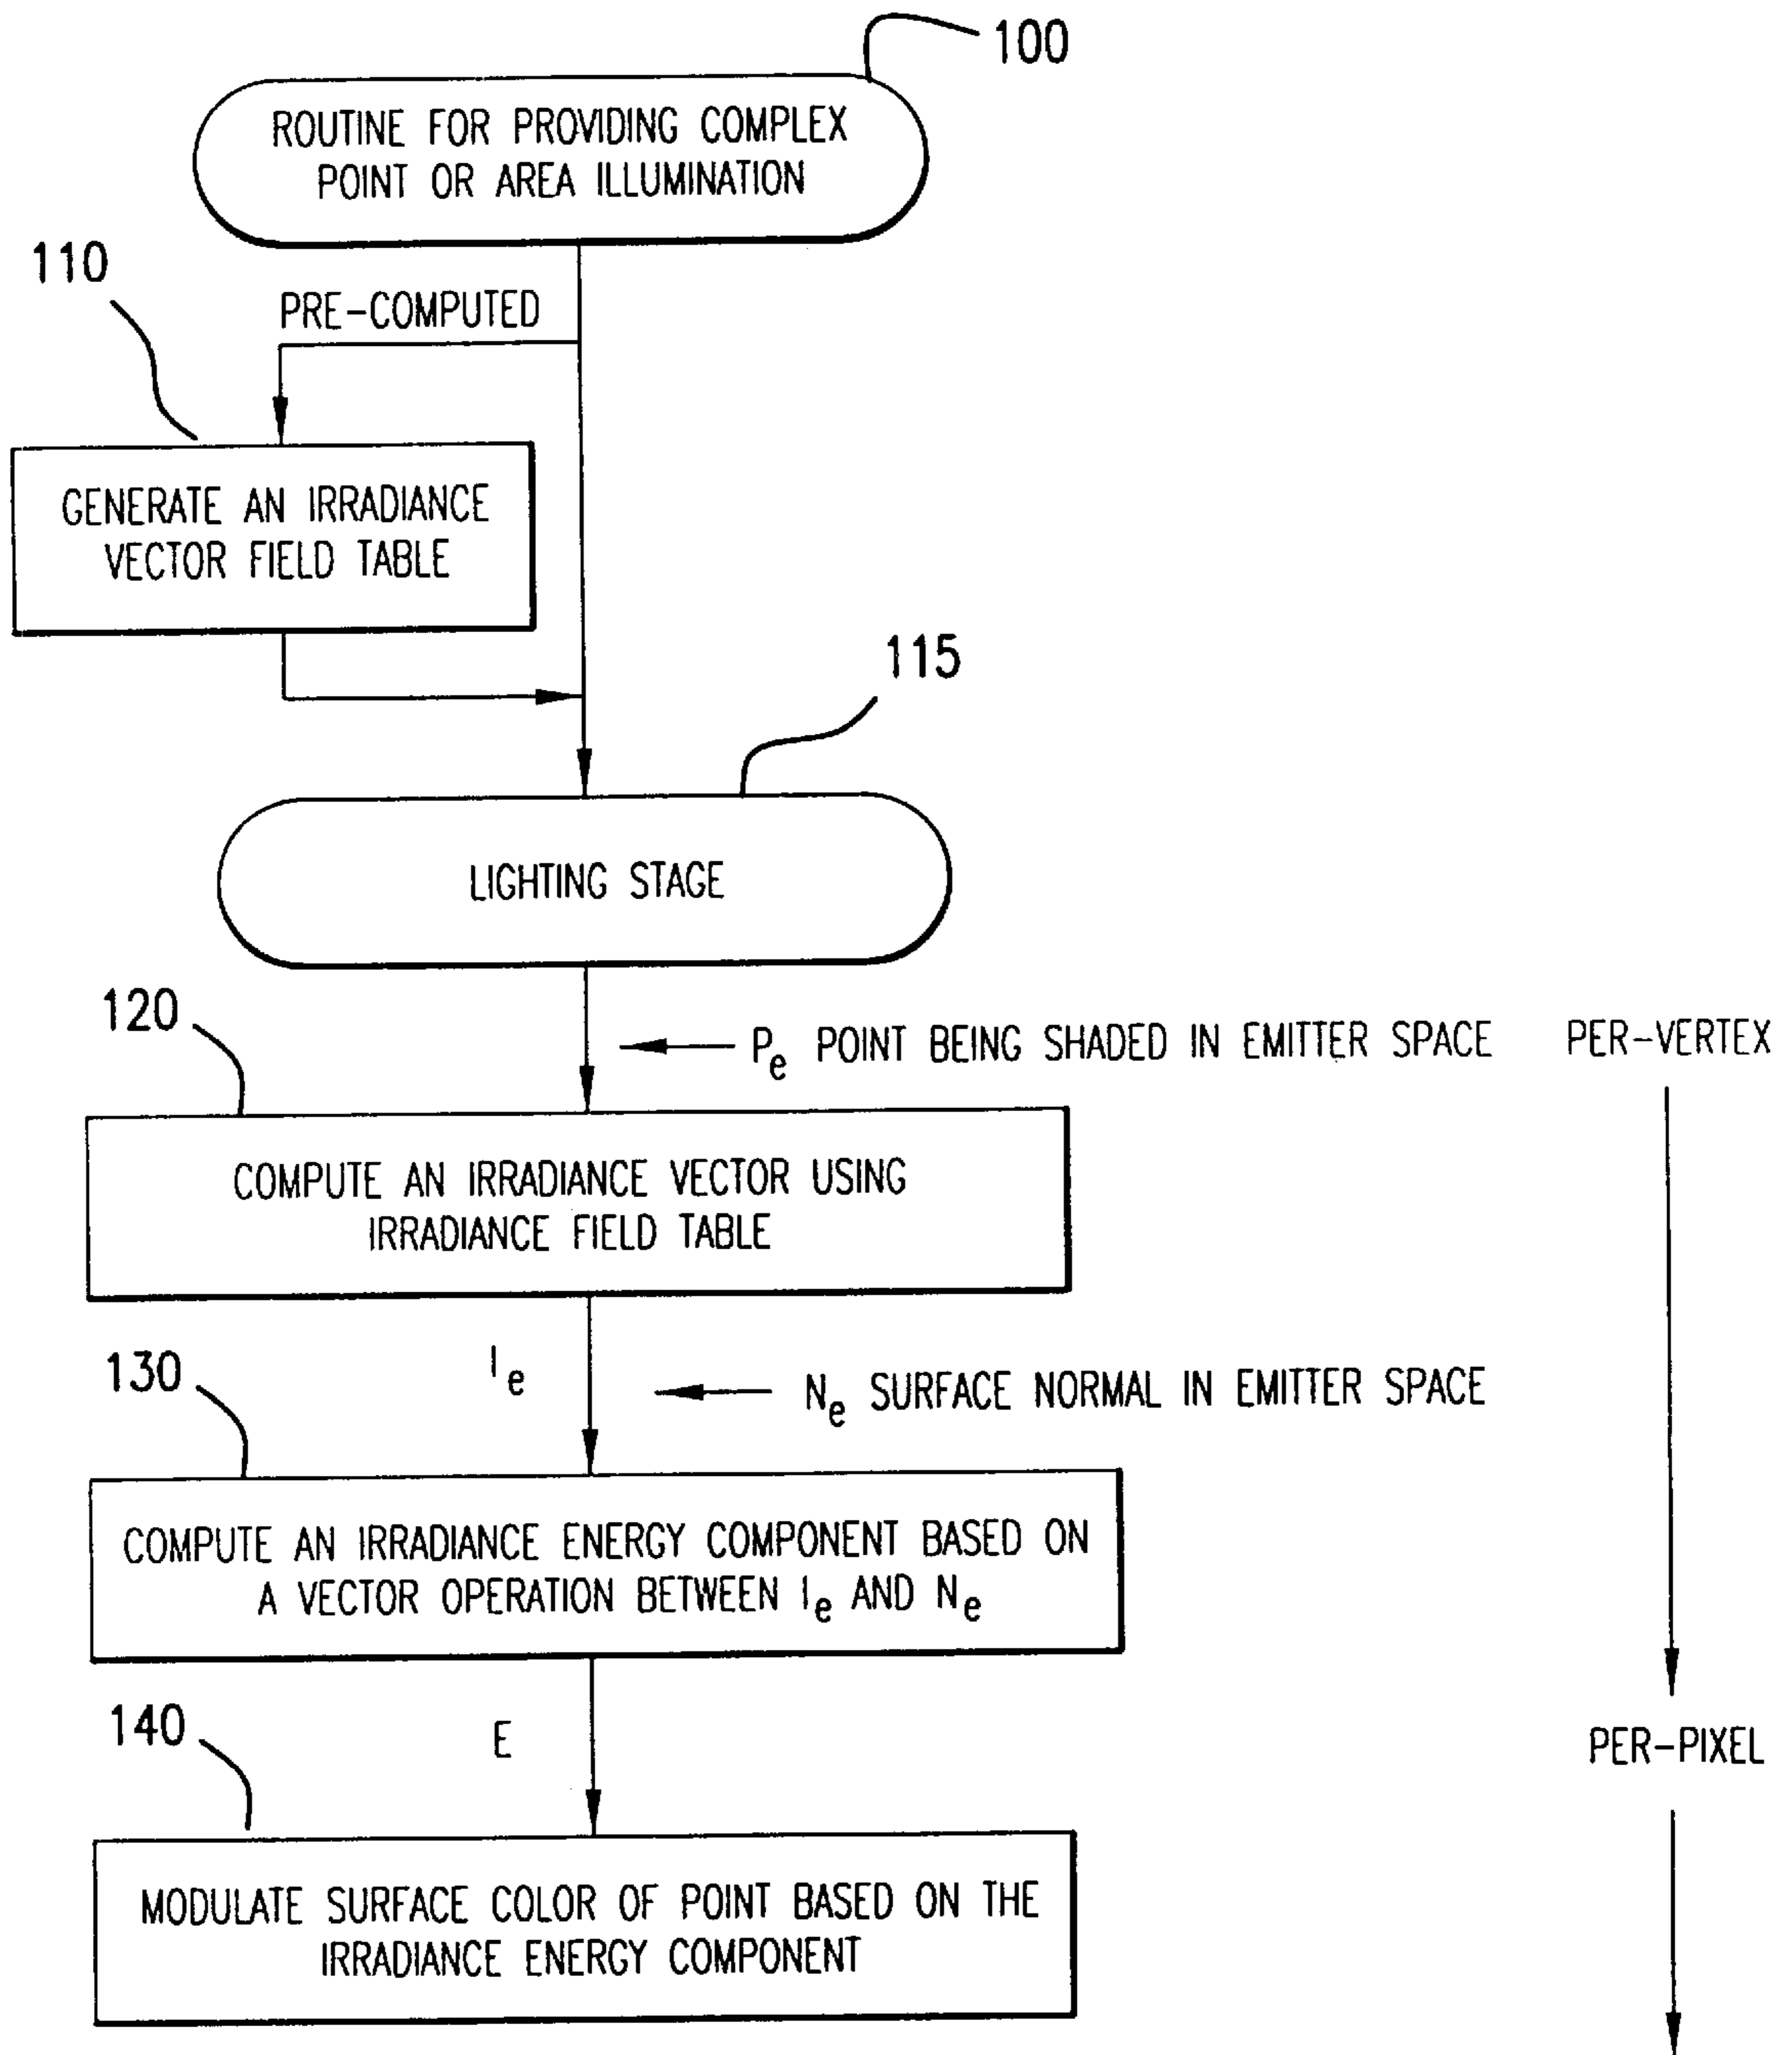 100
ROUTINE FOR PROVIDING COMPLEX
POINT OR AREA ILLUMINATION
110
PRE-COMPUTED
GENERATE AN IRRADIANCE
VECTOR FIELD TABLE
115
LIGHTING STAGE
120
Pe POINT BEING SHADED IN EMITTER SPACE
PER-VERTEX
COMPUTE AN IRRADIANCE VECTOR USING
IRRADIANCE FIELD TABLE
130
Ie
Ne SURFACE NORMAL IN EMITTER SPACE
COMPUTE AN IRRADIANCE ENERGY COMPONENT BASED ON
A VECTOR OPERATION BETWEEN Ie AND Ne
140
E
PER-PIXEL
MODULATE SURFACE COLOR OF POINT BASED ON THE
IRRADIANCE ENERGY COMPONENT